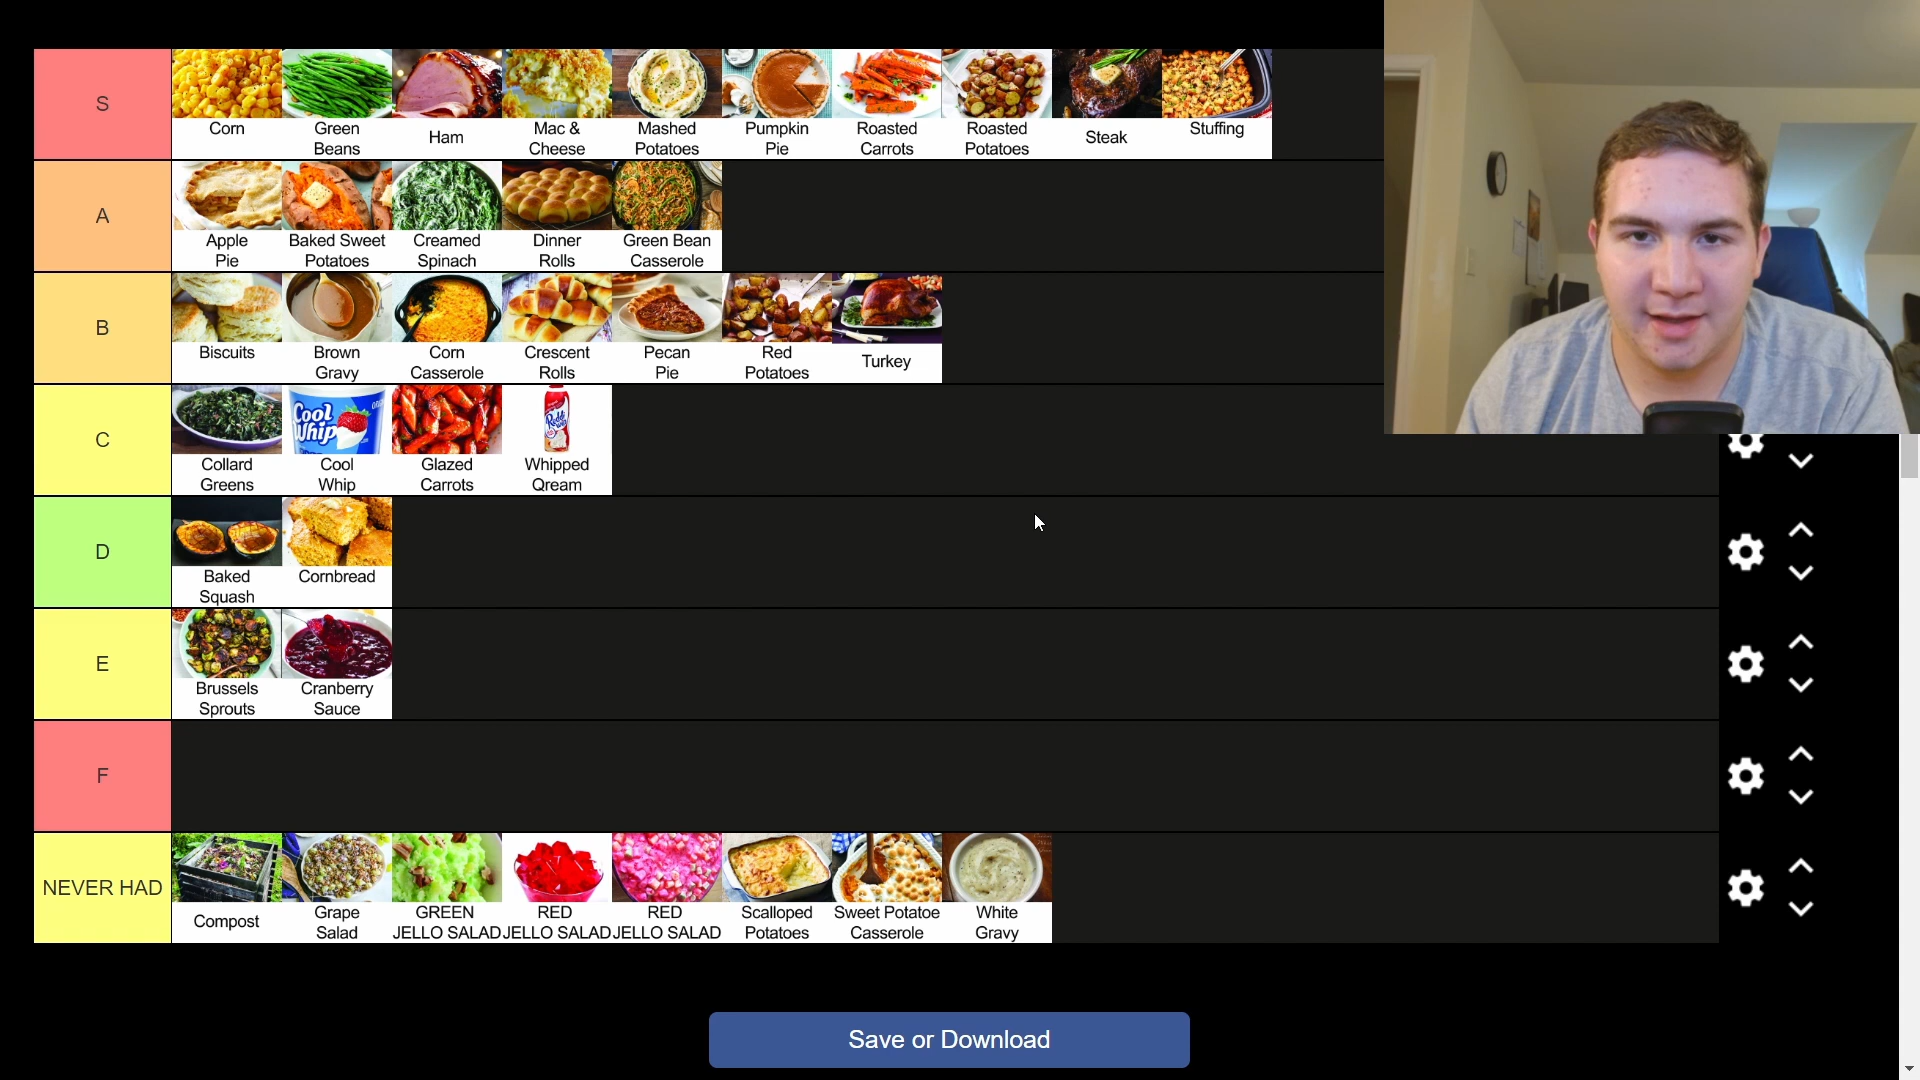 S
Corn
Green
Beans
Ham
Mac &
Cheese
Mashed
Potatoes
Pumpkin
Pie
Roasted
Carrots
Roasted
Potatoes
Steak
Stuffing
A
Apple
Pie
Baked Sweet
Potatoes
Creamed
Spinach
Dinner
Rolls
Green Bean
Casserole
B
Biscuits
Brown
Gravy
Corn
Casserole
Crescent
Rolls
Pecan
Pie
Red
Potatoes
Turkey
C
Collard
Greens
Cool
Whip
Cool
Whip
Glazed
Carrots
Reddi
Whipped
Qream
D
Baked
Squash
Cornbread
E
Brussels
Sprouts
Cranberry
Sauce
F
NEVER HAD
Compost
Grape
Salad
GREEN
JELLO SALAD
RED
JELLO SALAD
RED
JELLO SALAD
Scalloped
Potatoes
Sweet Potatoe
Casserole
White
Gravy
Save or Download